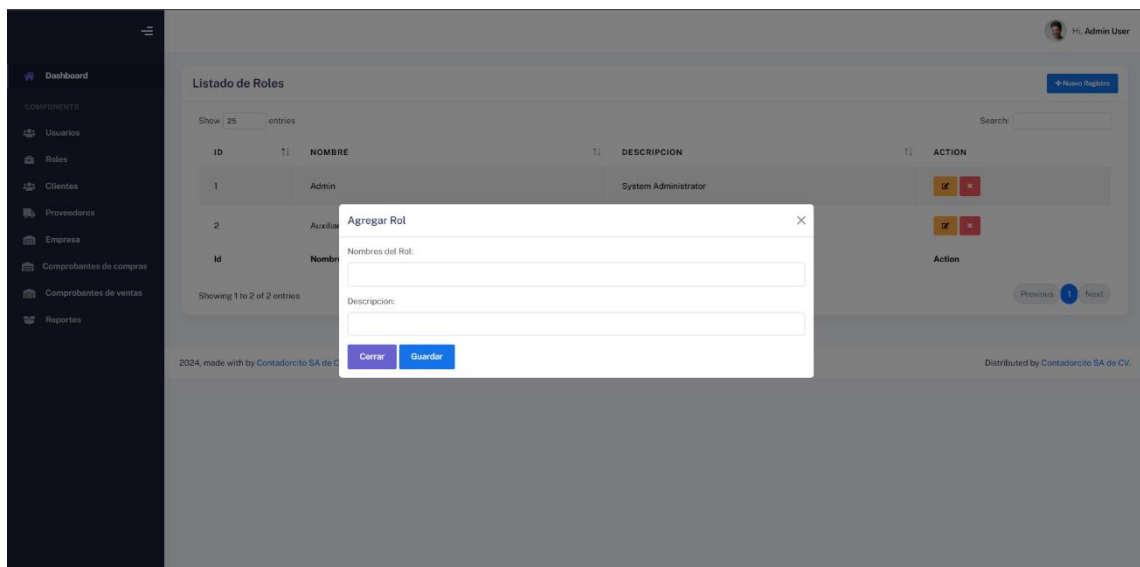 Hi, Admin User
Dashboard
COMPONENTS
Usuarios
Roles
Clientes
Proveedores
Empresa
Comprobantes de compras
Comprobantes de ventas
Reportes
Listado de Roles
+ Nuevo Registro
Show 25 entries
Search:
ID NOMBRE DESCRIPCION ACTION
1 Admin System Administrator
2
Id Action
Showing 1 to 2 of 2 entries
Previous 1 Next
Agregar Rol
Nombres del Rol:
Descripcion:
Cerrar Guardar
2024, made with by Contadorcito SA de
Distributed by Contadorcito SA de CV.